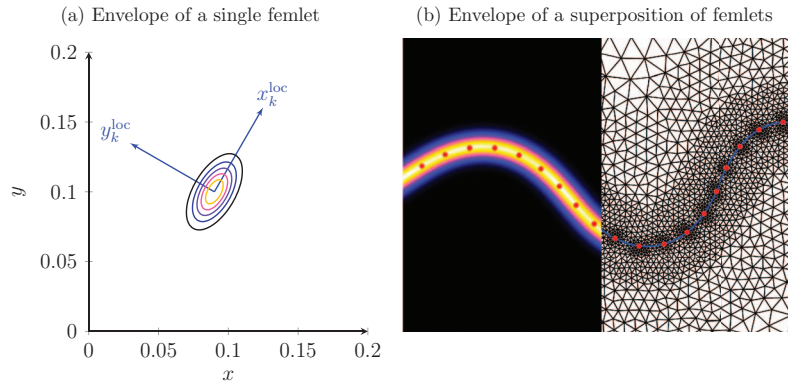 (a) Envelope of a single femlet
(b) Envelope of a superposition of femlets
0.2
0.15
0.1
0.05
0
y
x_k^loc
y_k^loc
0 0.05 0.1 0.15 0.2
x